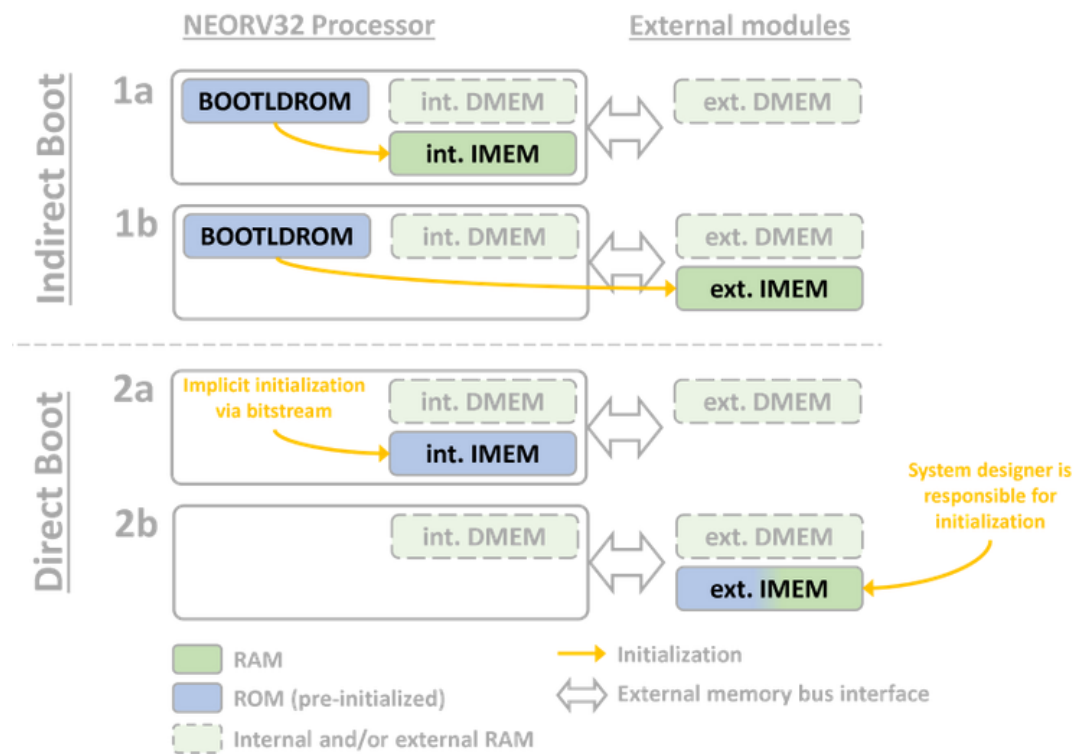 NEORV32 Processor
External modules
Indirect Boot
1a
BOOTLDROM
int. DMEM
ext. DMEM
int. IMEM
1b
BOOTLDROM
int. DMEM
ext. DMEM
ext. IMEM
Direct Boot
2a
Implicit initialization
via bitstream
int. DMEM
ext. DMEM
int. IMEM
System designer is
responsible for
initialization
2b
int. DMEM
ext. DMEM
ext. IMEM
RAM
Initialization
ROM (pre-initialized)
External memory bus interface
Internal and/or external RAM